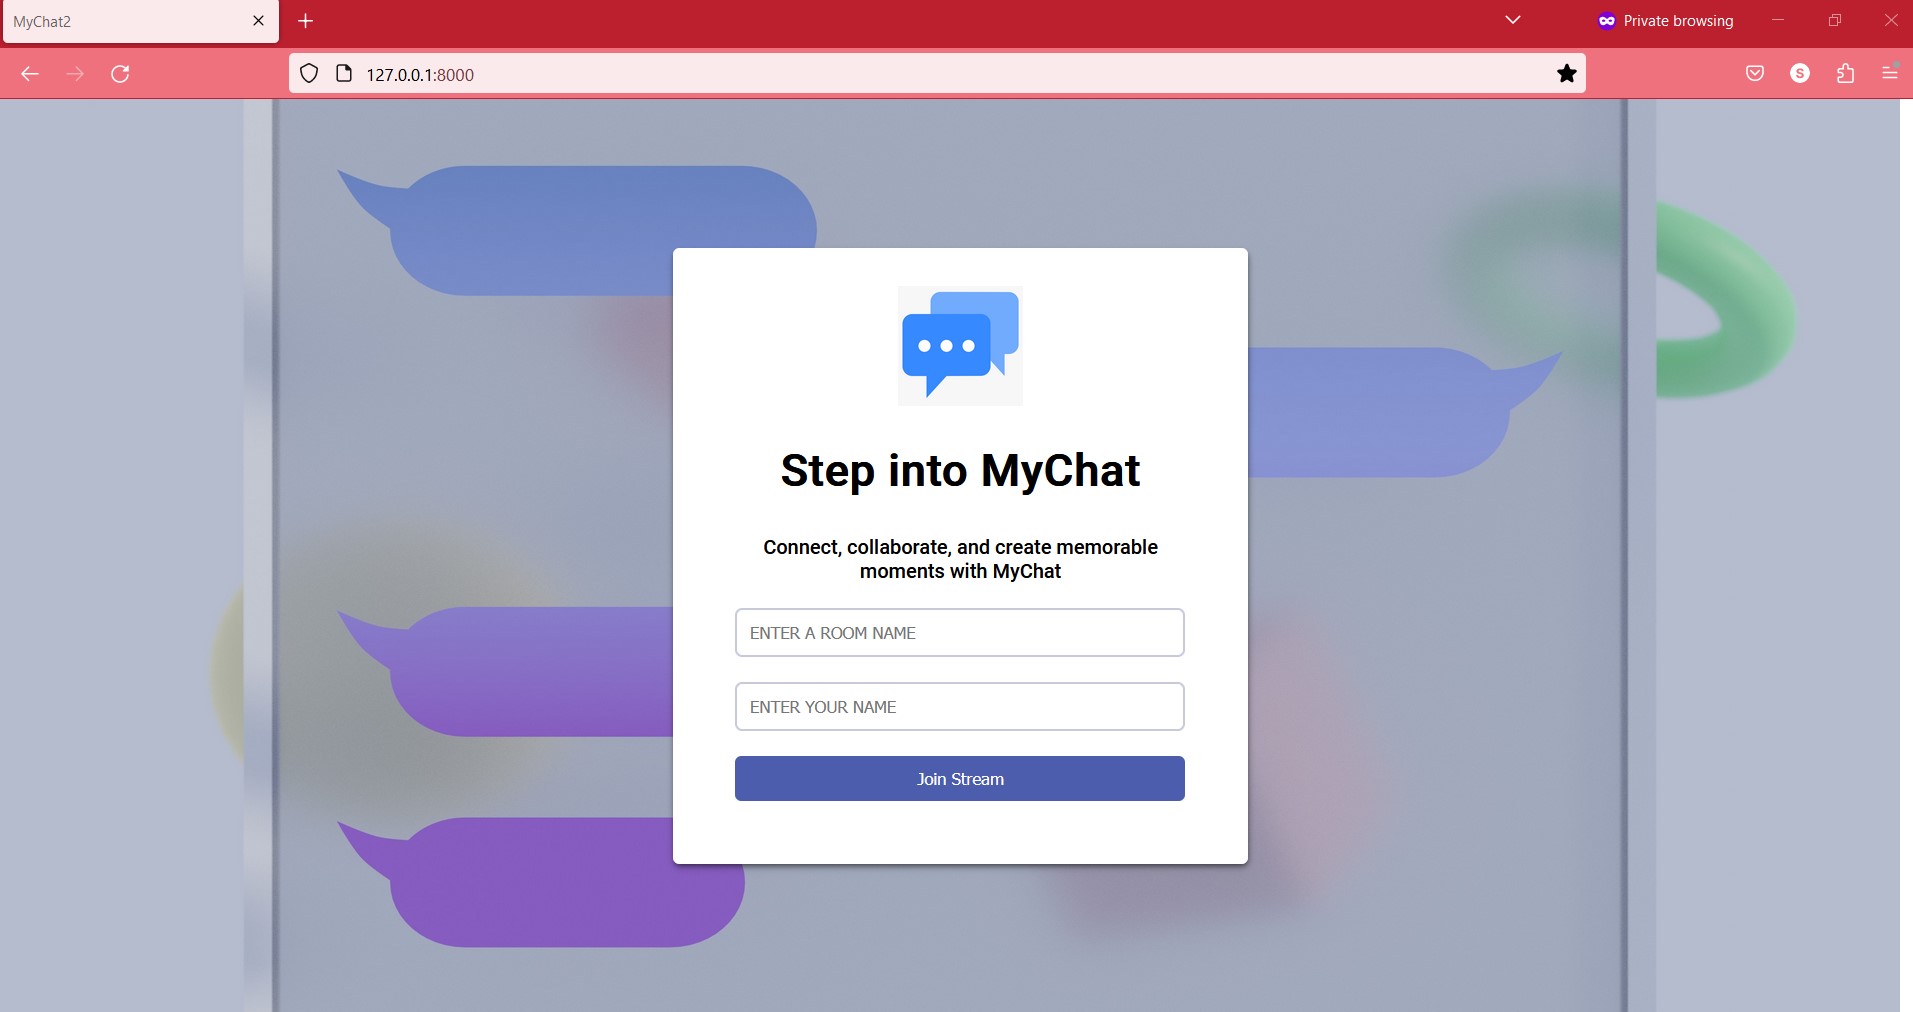 MyChat2
Private browsing
127.0.0.1:8000
S
Step into MyChat
Connect, collaborate, and create memorable
moments with MyChat
ENTER A ROOM NAME
ENTER YOUR NAME
Join Stream